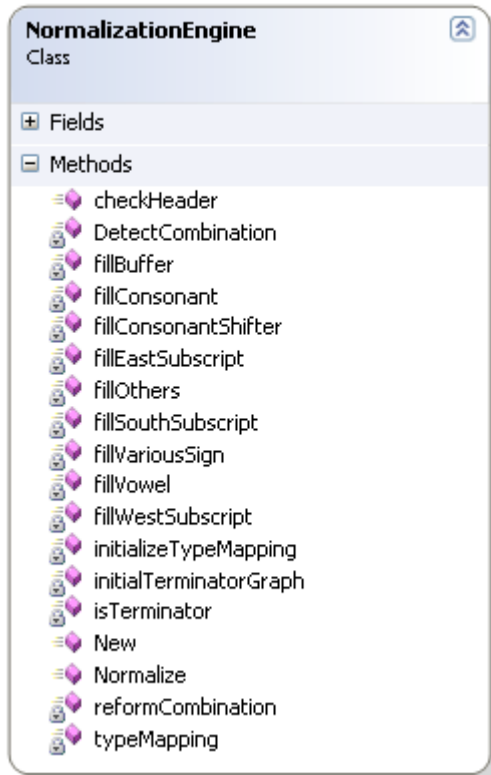 NormalizationEngine
Class
Fields
Methods
checkHeader
DetectCombination
fillBuffer
fillConsonant
fillConsonantShifter
fillEastSubscript
fillOthers
fillSouthSubscript
fillVariousSign
fillVowel
fillWestSubscript
initializeTypeMapping
initialTerminatorGraph
isTerminator
New
Normalize
reformCombination
typeMapping